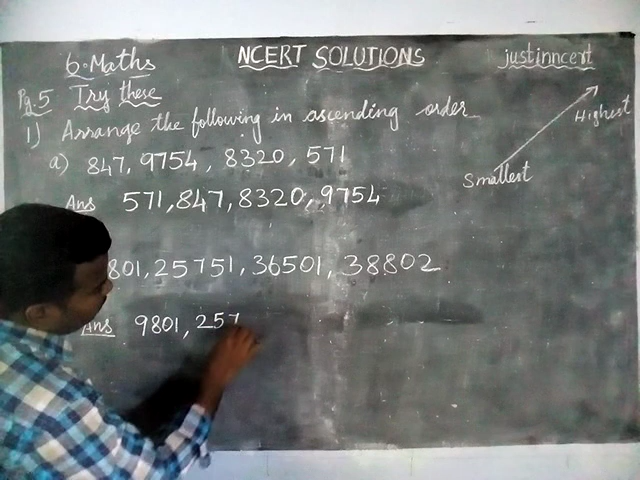 6. Maths NCERT SOLUTIONS justinncert
Pg.5 Try these
1) Arrange the following in ascending order
Highest
a) 847, 9754, 8320, 571
Smallest
Ans 571, 847, 8320, 9754
801, 25751, 36501, 38802
Ans 9801, 257